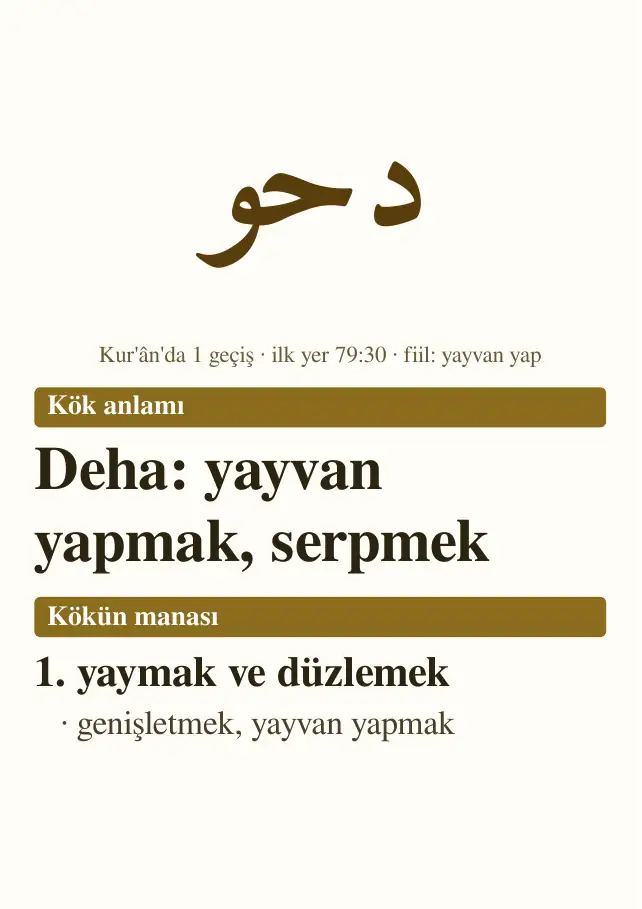 دحو
Kur'ân'da 1 geçiş · ilk yer 79:30 · fiil: yayvan yap
Kök anlamı
Deha: yayvan
yapmak, serpmek
Kökün manası
1. yaymak ve düzlemek
· genişletmek, yayvan yapmak